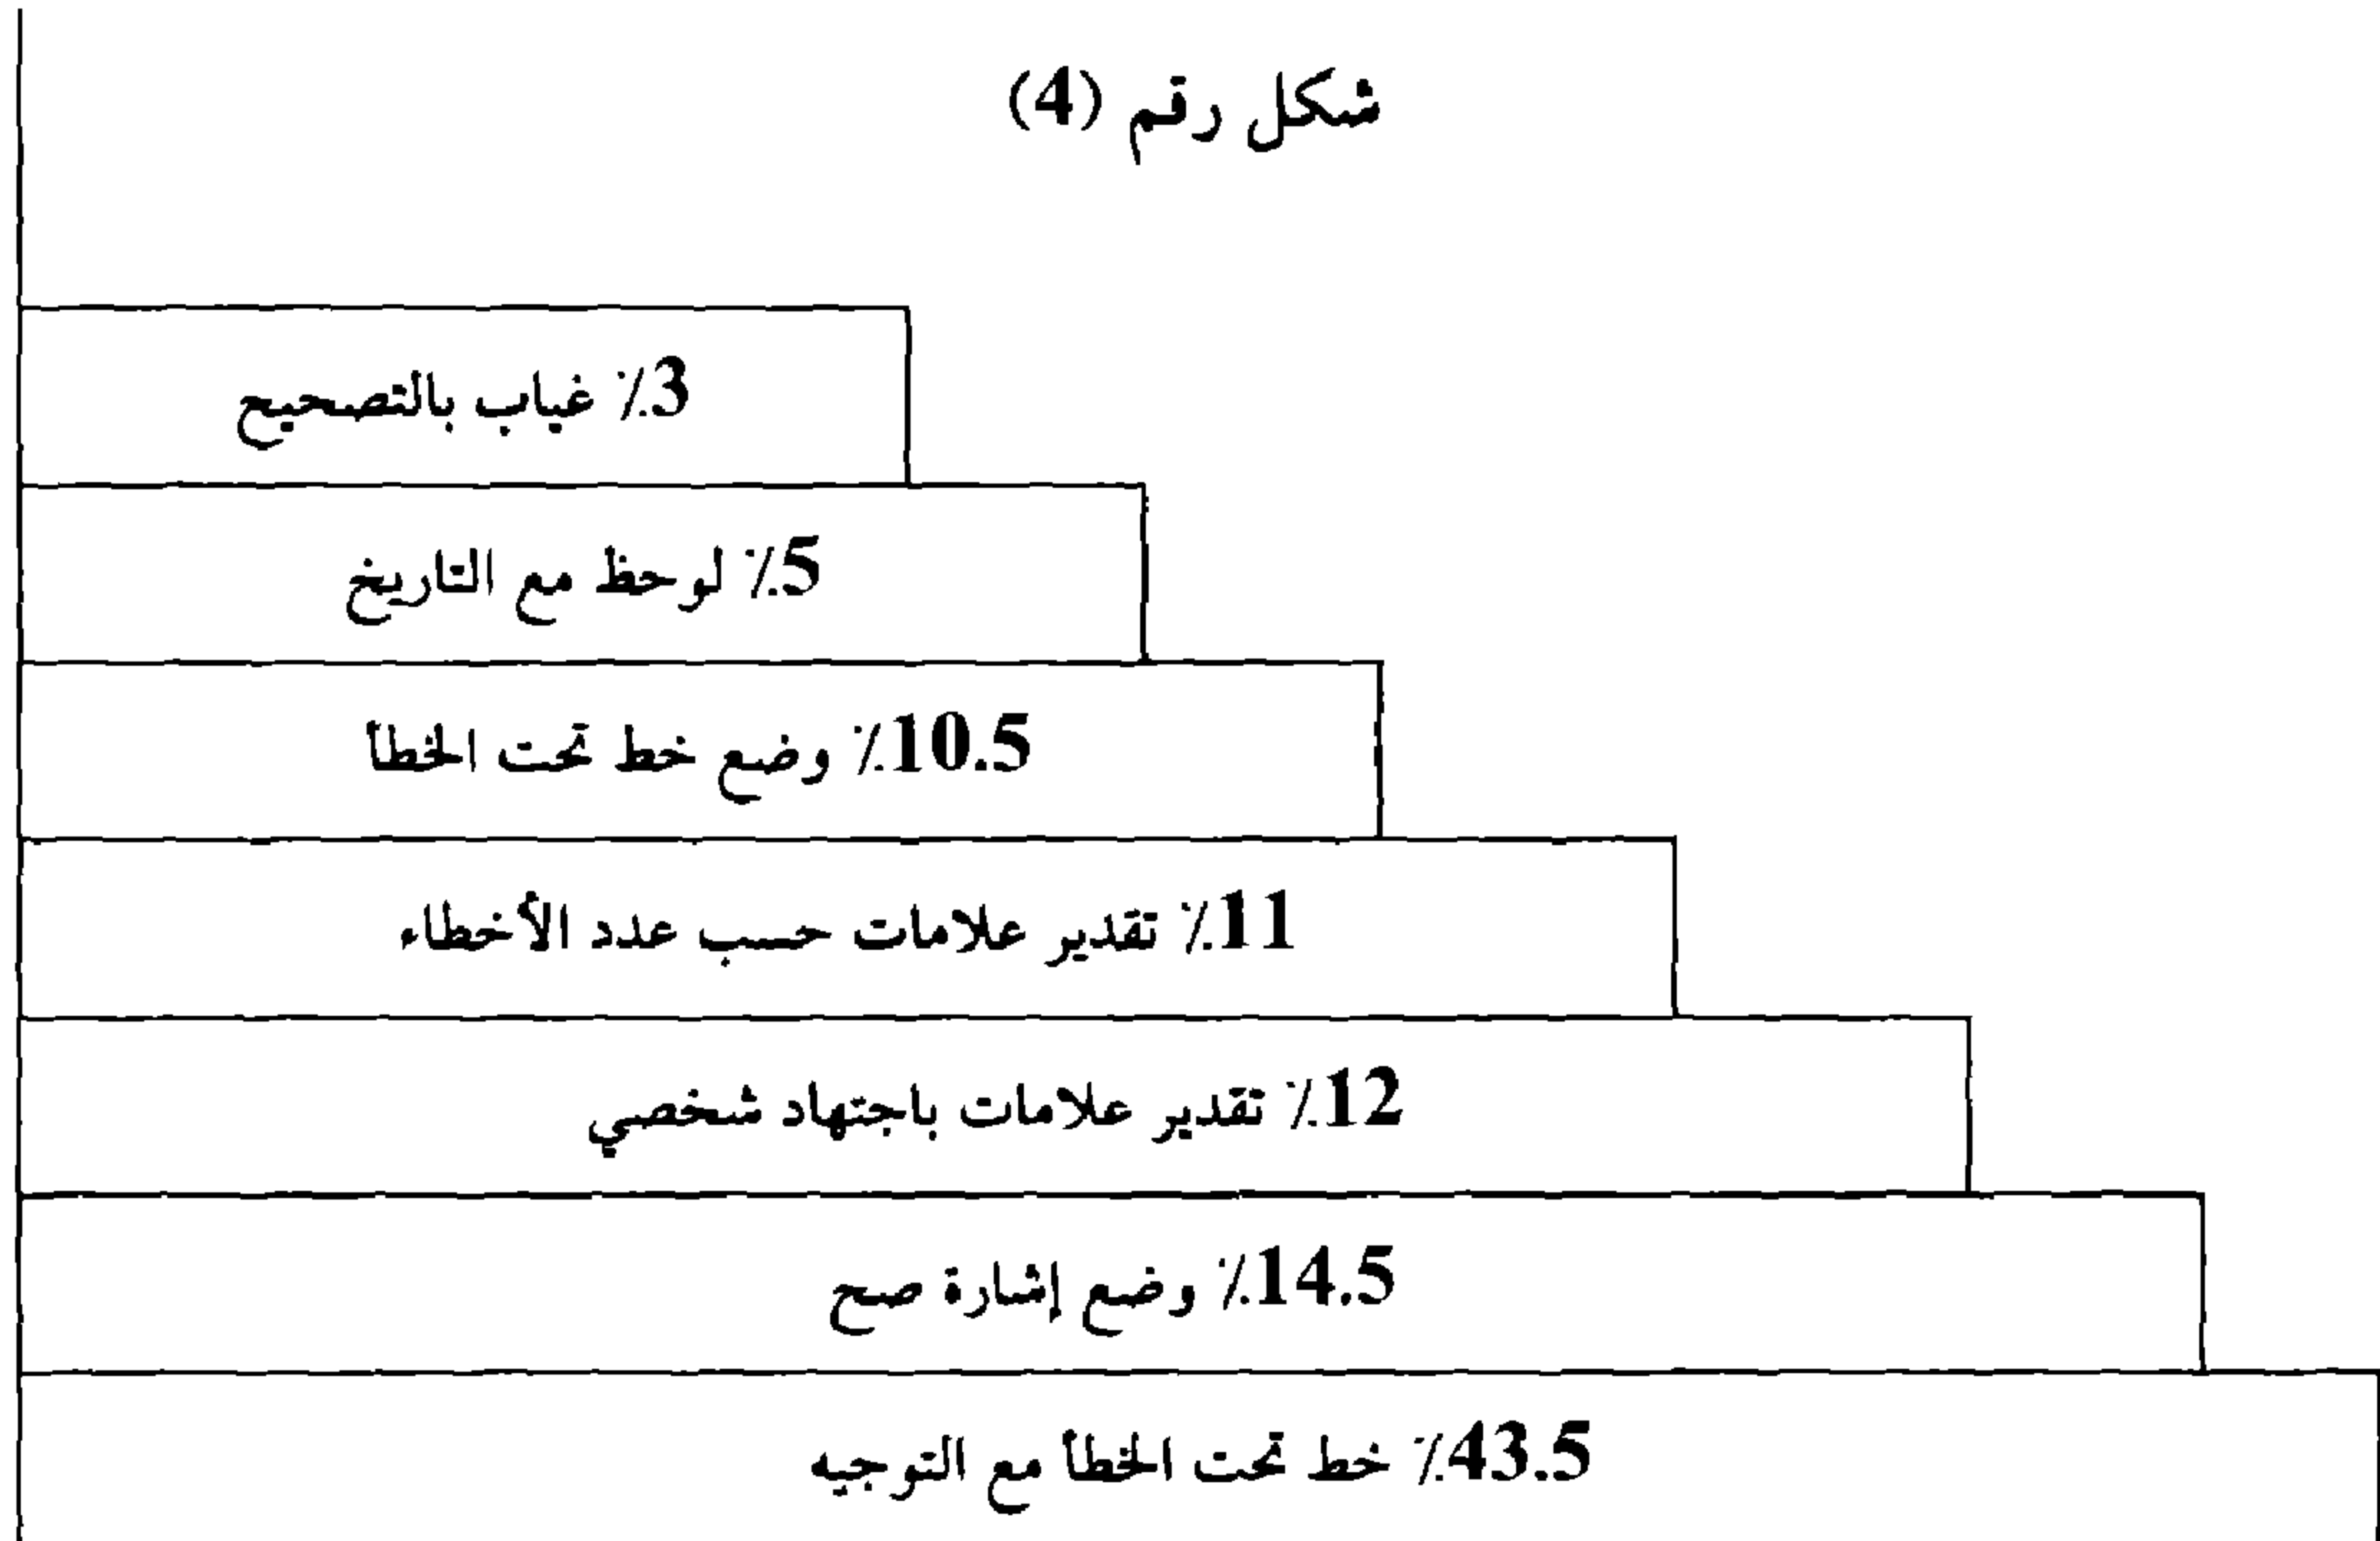 شكل رقم (4)
3٪ غياب بالتصحيح
5٪ لوحظ مع التاريخ
10.5٪ وضع خط تحت الخطأ
11٪ تقدير علامات حسب عدد الأخطاء
12٪ تقدير علامات باجتهاد شخصي
14.5٪ وضع إشارة صح
43.5٪ خط تحت الخطأ مع التوجيه